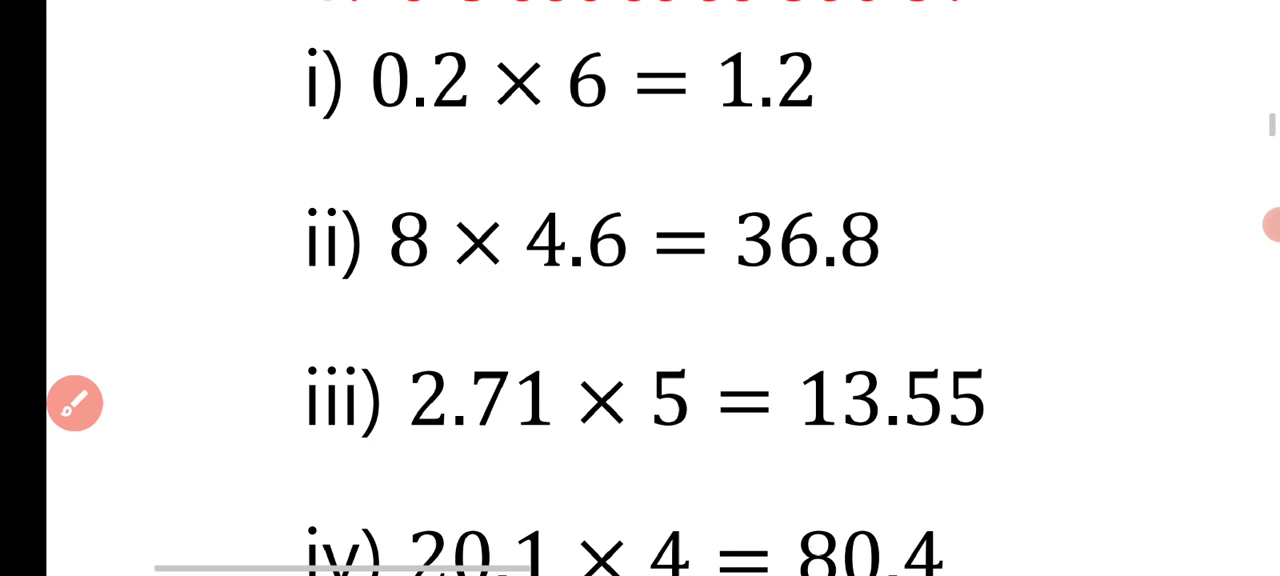 i) 0.2 × 6 = 1.2
ii) 8 × 4.6 = 36.8
iii) 2.71 × 5 = 13.55
iv) 20.1 × 4 = 80.4